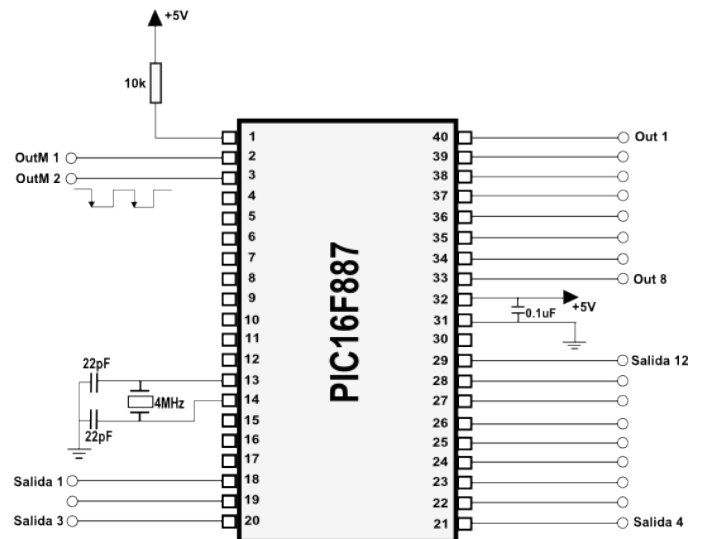 +5V
10k
OutM 1
OutM 2
PIC16F887
1
2
3
4
5
6
7
8
9
10
11
12
13
14
15
16
17
18
19
20
40
39
38
37
36
35
34
33
32
31
30
29
28
27
26
25
24
23
22
21
Out 1
Out 8
+5V
0.1uF
Salida 12
22pF
4MHz
22pF
Salida 1
Salida 3
Salida 4